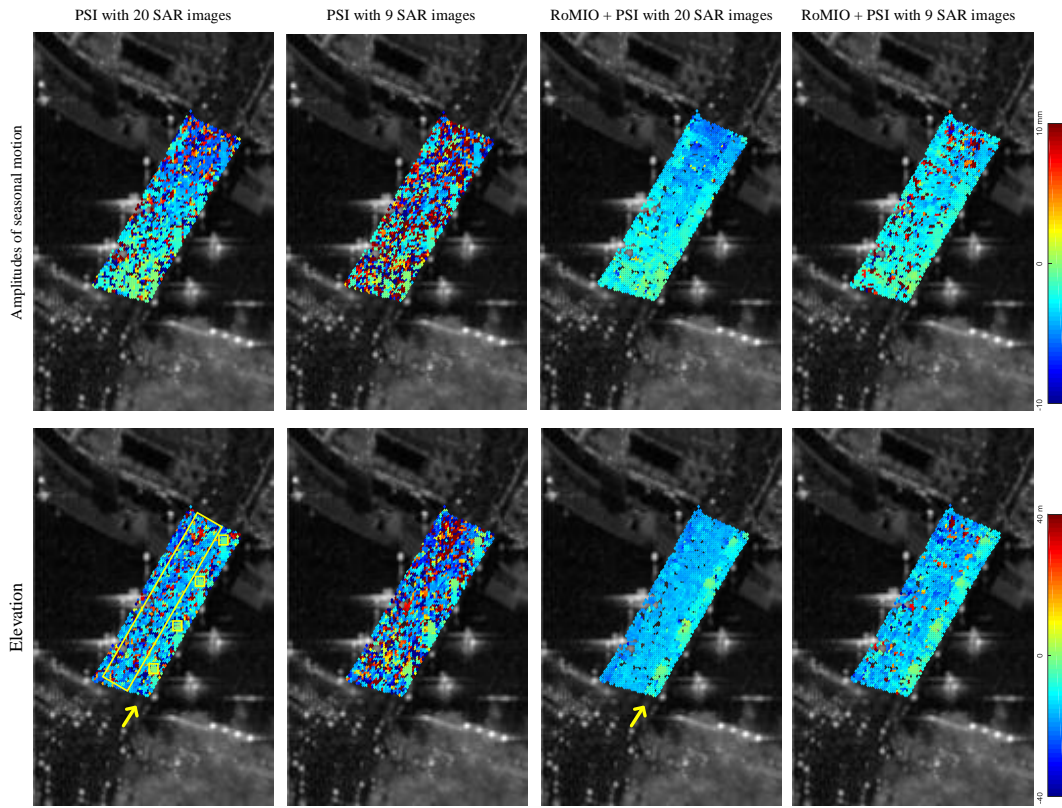 PSI with 20 SAR images
PSI with 9 SAR images
RoMIO + PSI with 20 SAR images
RoMIO + PSI with 9 SAR images
Amplitudes of seasonal motion
10 mm
0
-10
Elevation
40 m
0
-40